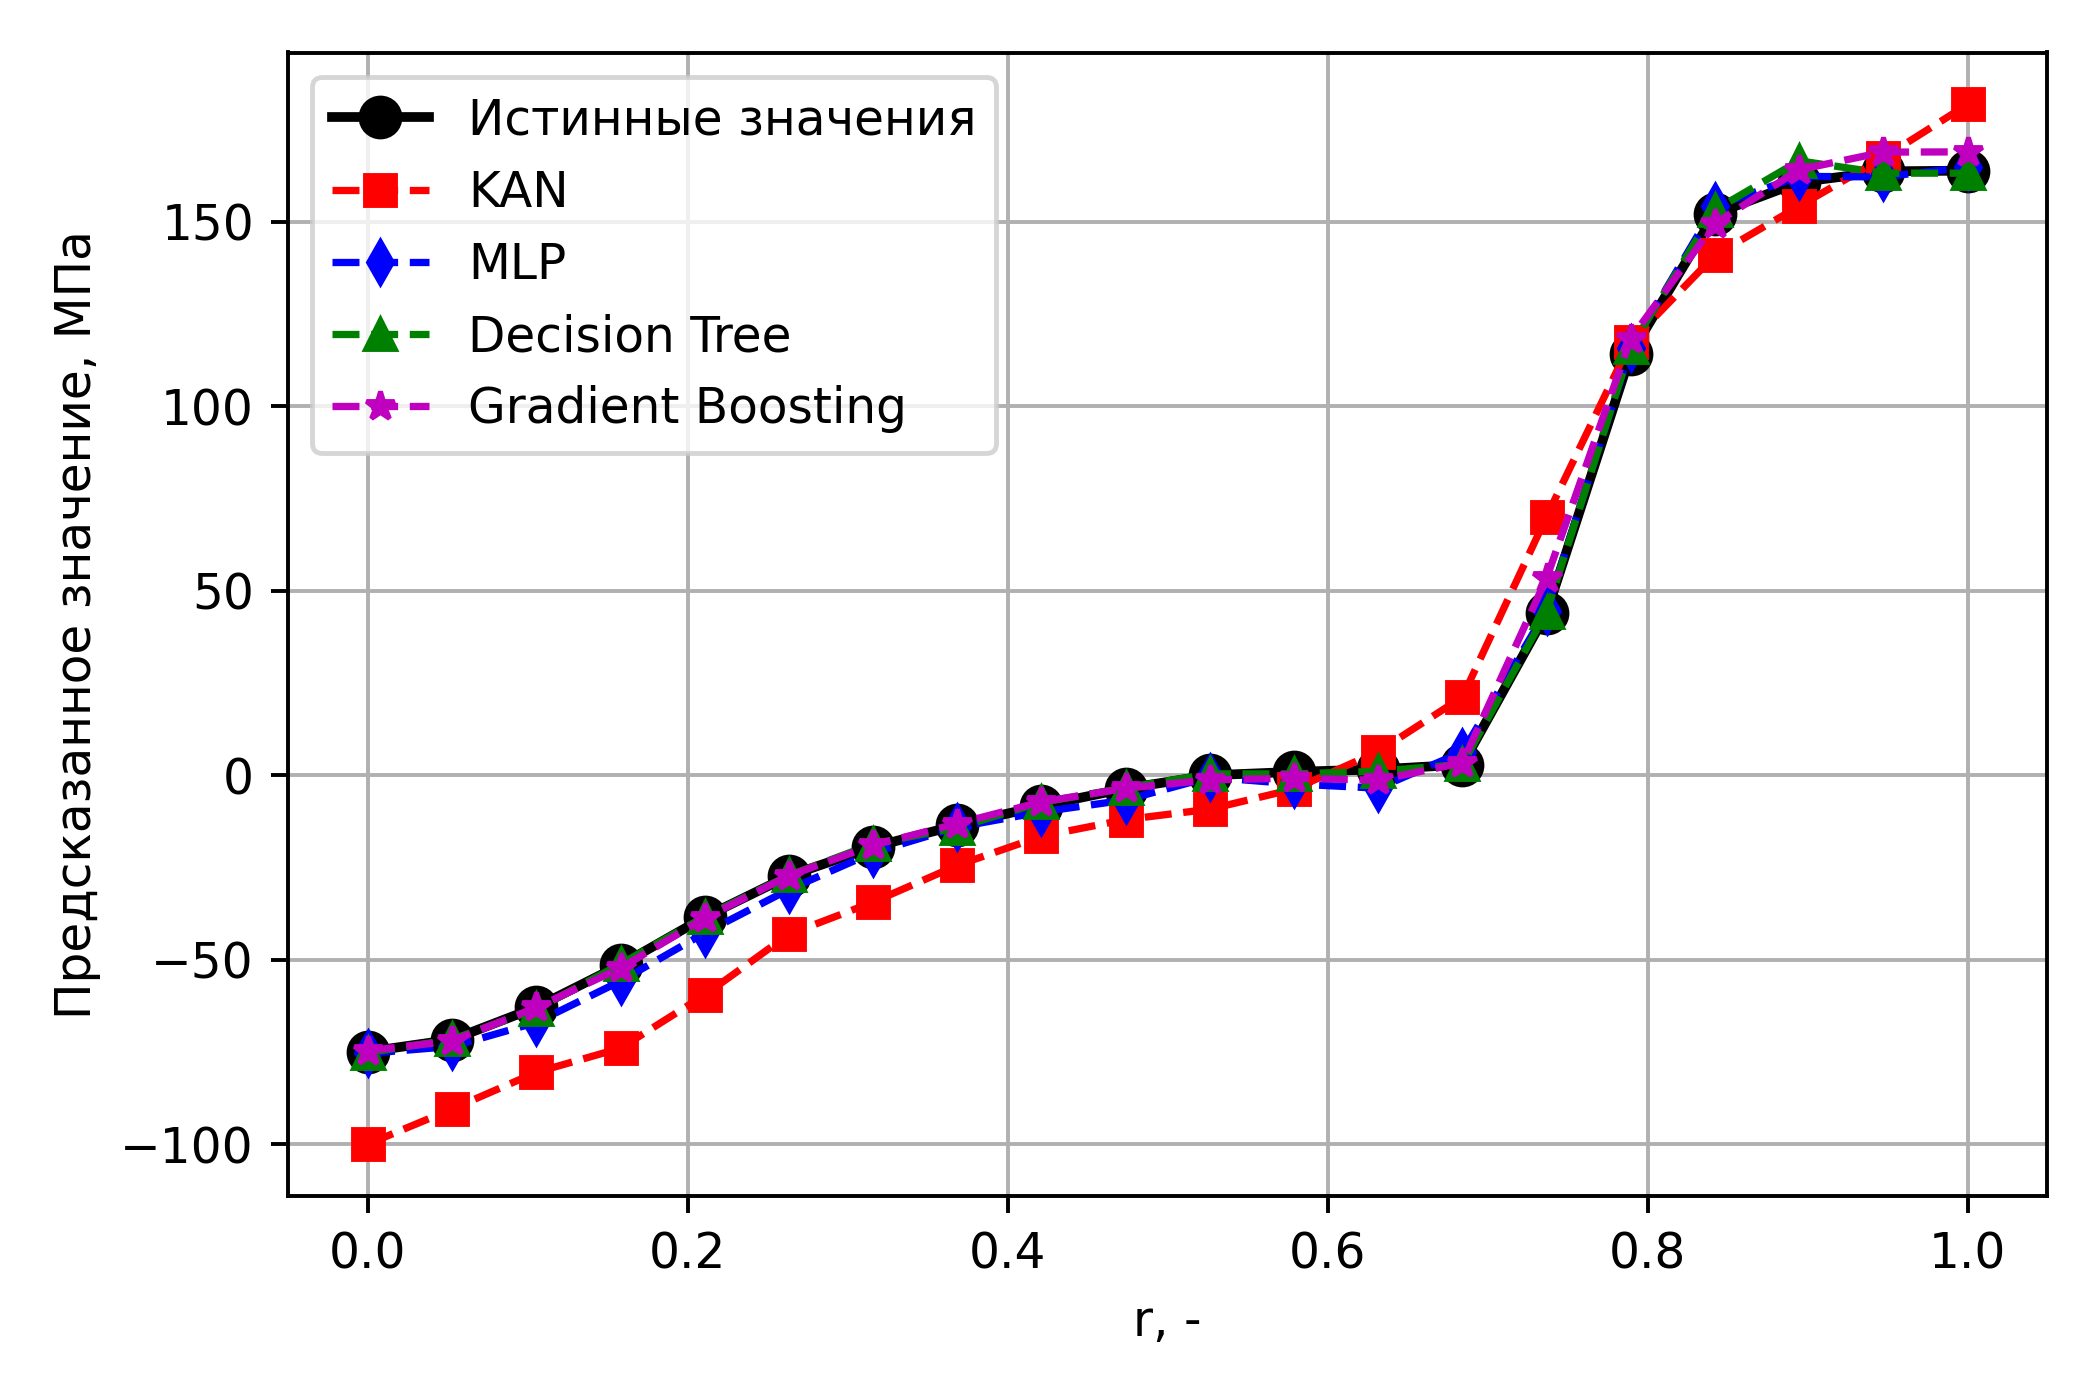 Истинные значения
KAN
MLP
Decision Tree
Gradient Boosting
Предсказанное значение, МПа
150
100
50
0
−50
−100
0.0 0.2 0.4 0.6 0.8 1.0
r, -